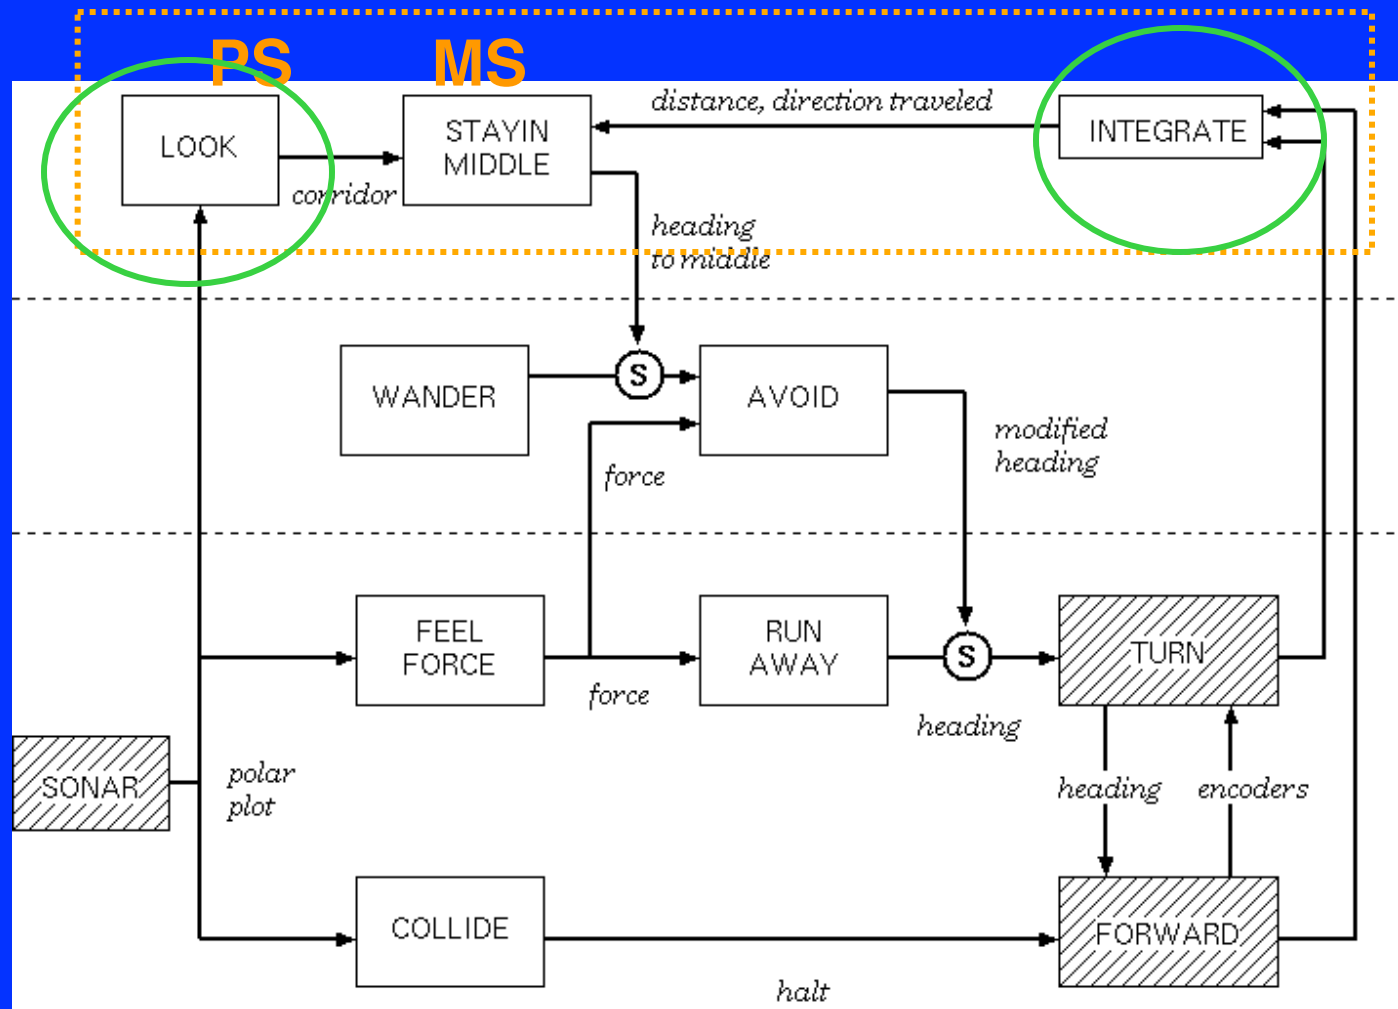 PS
MS
LOOK
STAYIN
MIDDLE
distance, direction traveled
INTEGRATE
corridor
heading
to middle
WANDER
S
AVOID
force
modified
heading
FEEL
FORCE
force
RUN
AWAY
S
heading
TURN
SONAR
polar
plot
heading
encoders
COLLIDE
halt
FORWARD